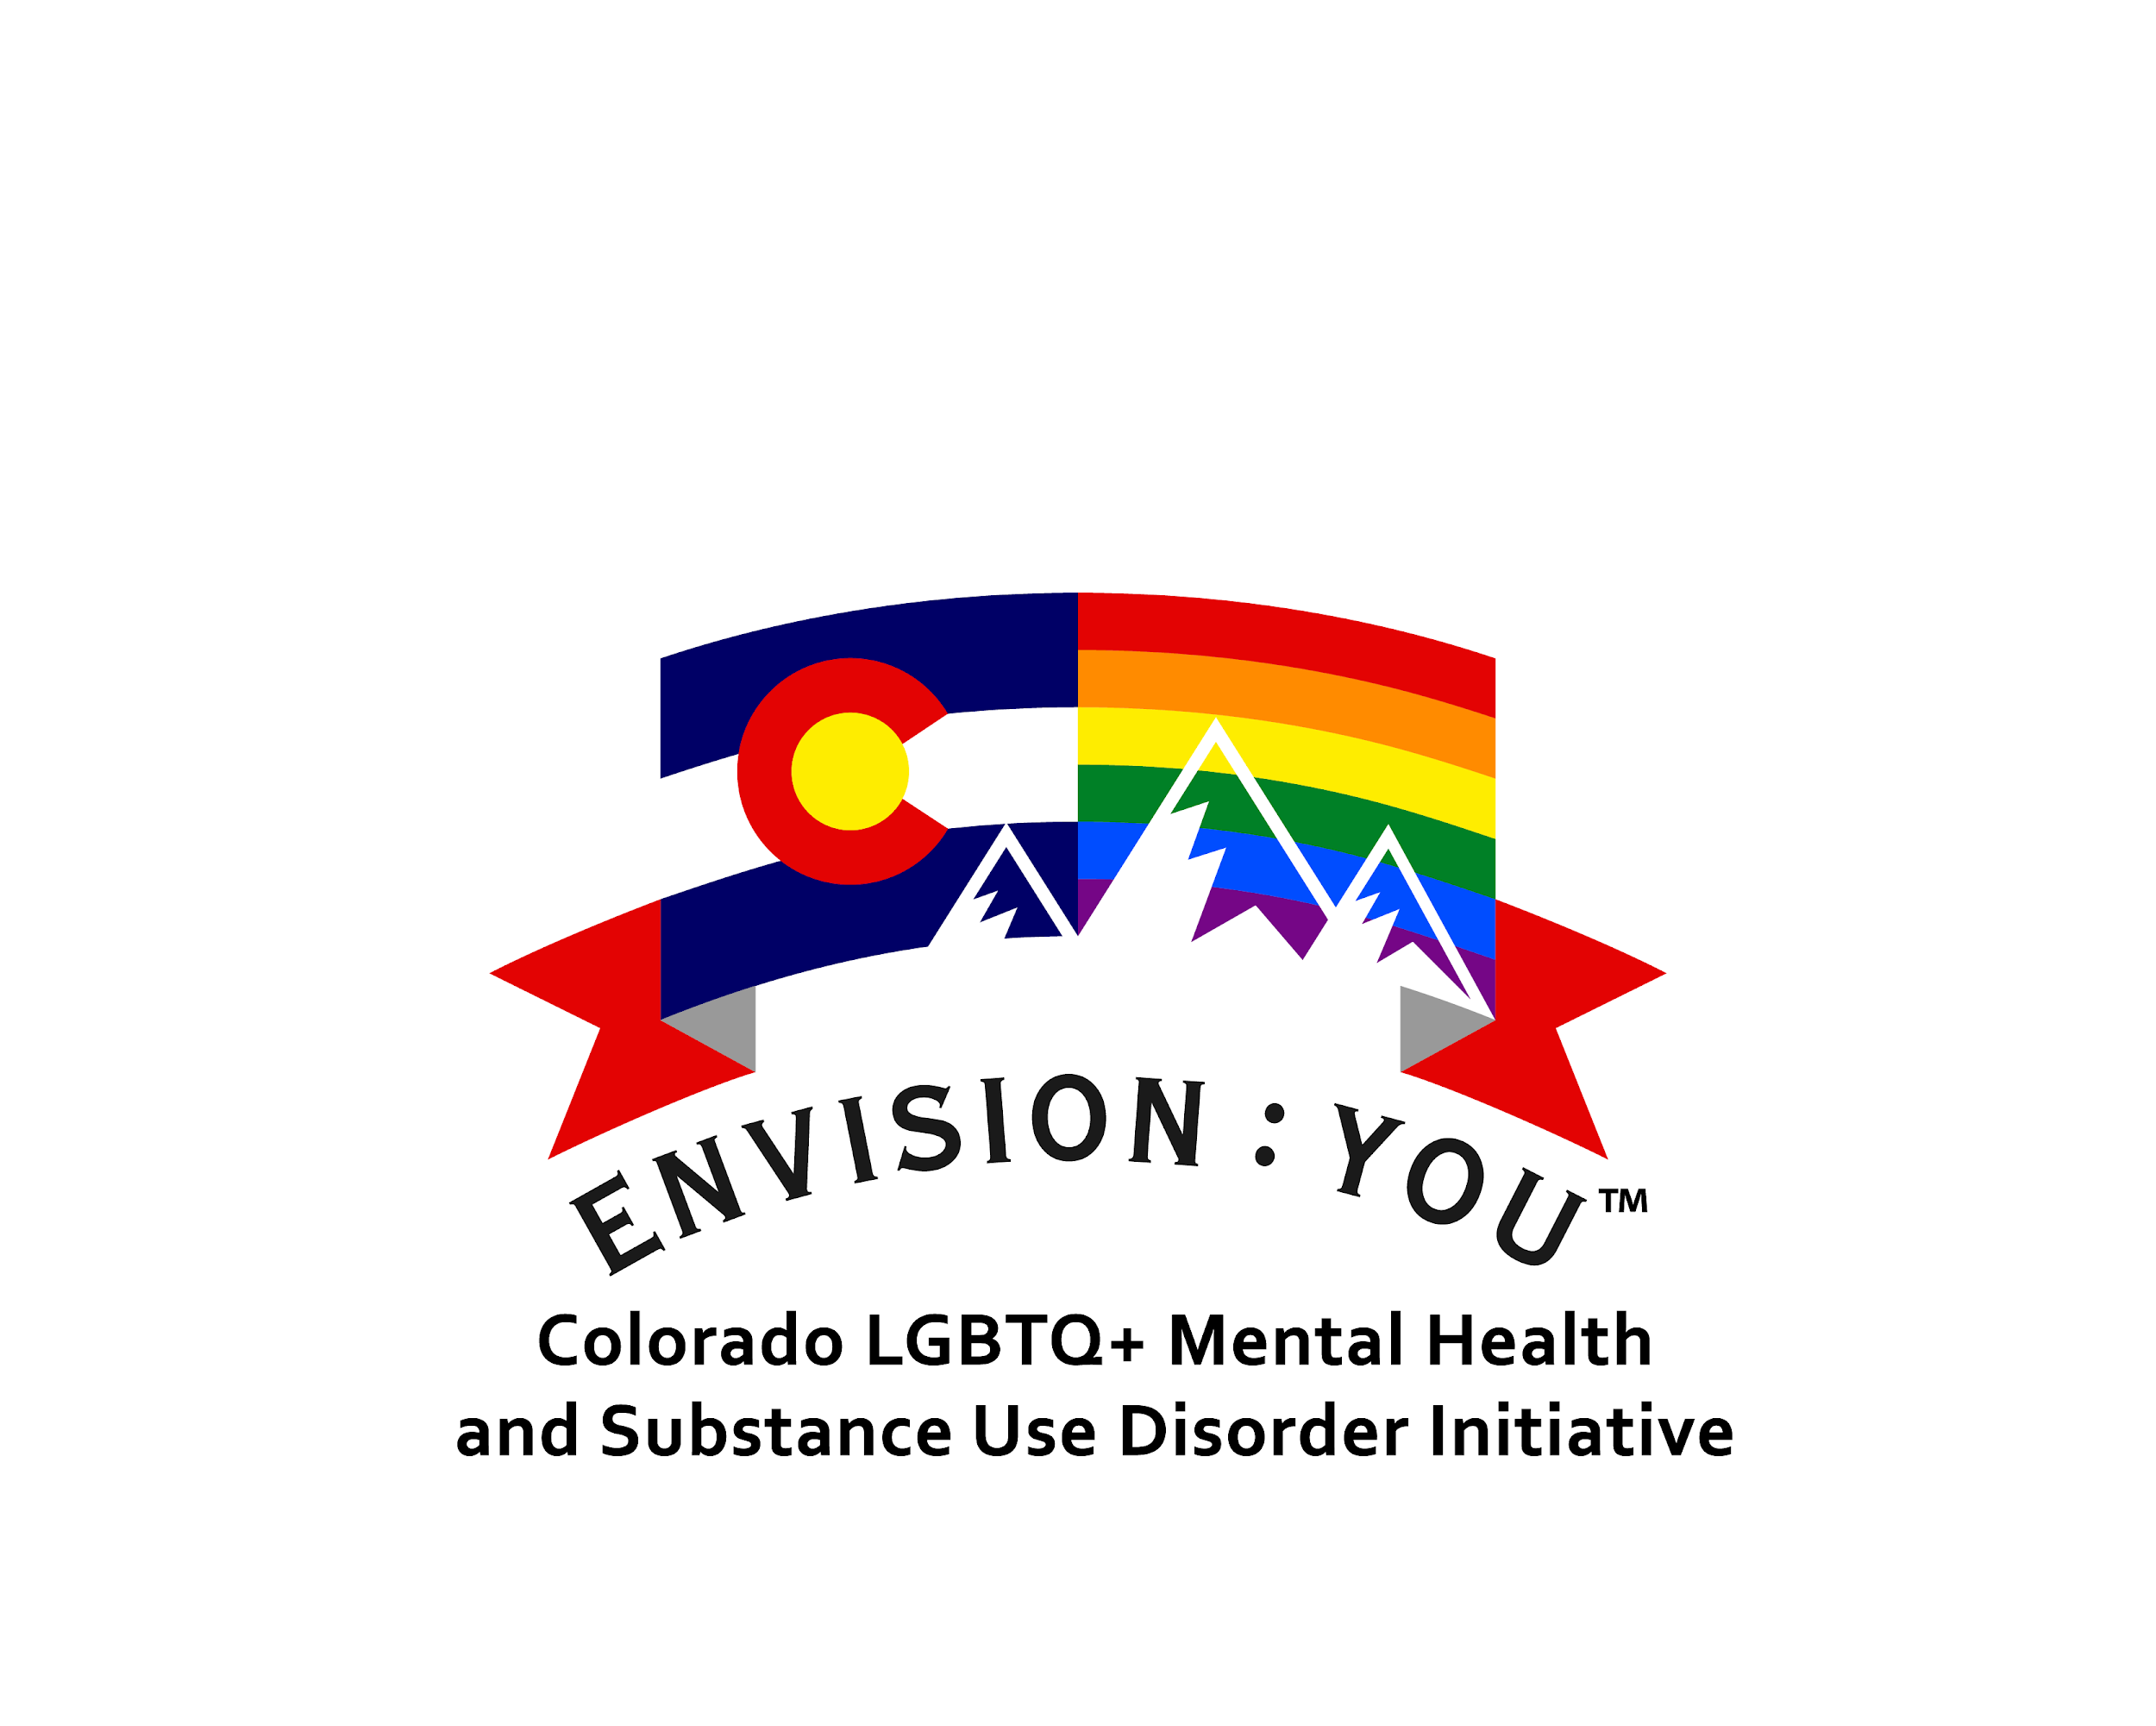 ENVISION:YOU™
Colorado LGBTQ+ Mental Health
and Substance Use Disorder Initiative